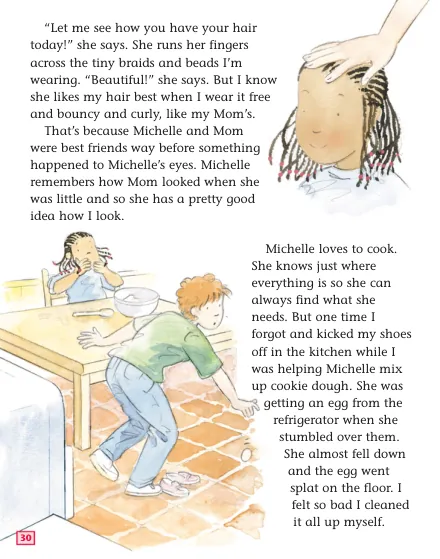 “Let me see how you have your hair
today!” she says. She runs her fingers
across the tiny braids and beads I’m
wearing. “Beautiful!” she says. But I know
she likes my hair best when I wear it free
and bouncy and curly, like my Mom’s.
That’s because Michelle and Mom
were best friends way before something
happened to Michelle’s eyes. Michelle
remembers how Mom looked when she
was little and so she has a pretty good
idea how I look.
Michelle loves to cook.
She knows just where
everything is so she can
always find what she
needs. But one time I
forgot and kicked my shoes
off in the kitchen while I
was helping Michelle mix
up cookie dough. She was
getting an egg from the
refrigerator when she
stumbled over them.
She almost fell down
and the egg went
splat on the floor. I
felt so bad I cleaned
it all up myself.
30